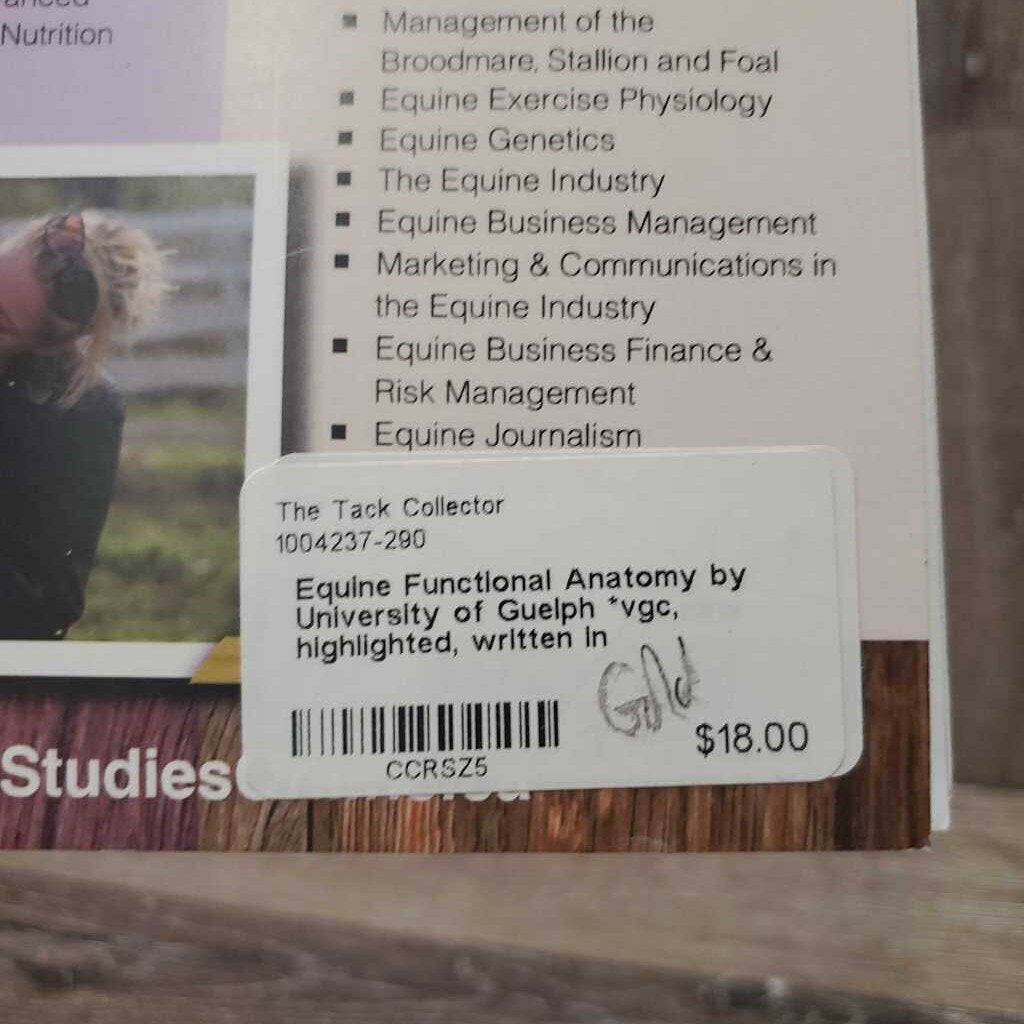 Nutrition
Management of the
Broodmare, Stallion and Foal
Equine Exercise Physiology
Equine Genetics
The Equine Industry
Equine Business Management
Marketing & Communications in
the Equine Industry
Equine Business Finance &
Risk Management
Equine Journalism
The Tack Collector
1004237-290
Equine Functional Anatomy by
University of Guelph *vgc,
highlighted, written in
$18.00
CCRSZ5
Studies